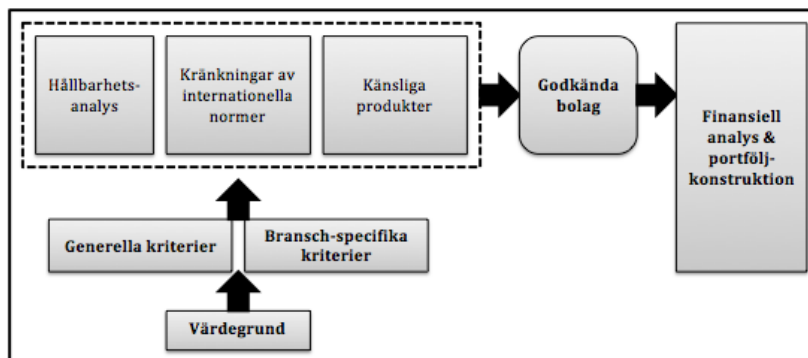 Hållbarhets-
analys
Kränkningar av
internationella
normer
Känsliga
produkter
Godkända
bolag
Finansiell
analys &
portfölj-
konstruktion
Generella kriterier
Bransch-specifika
kriterier
Värdegrund